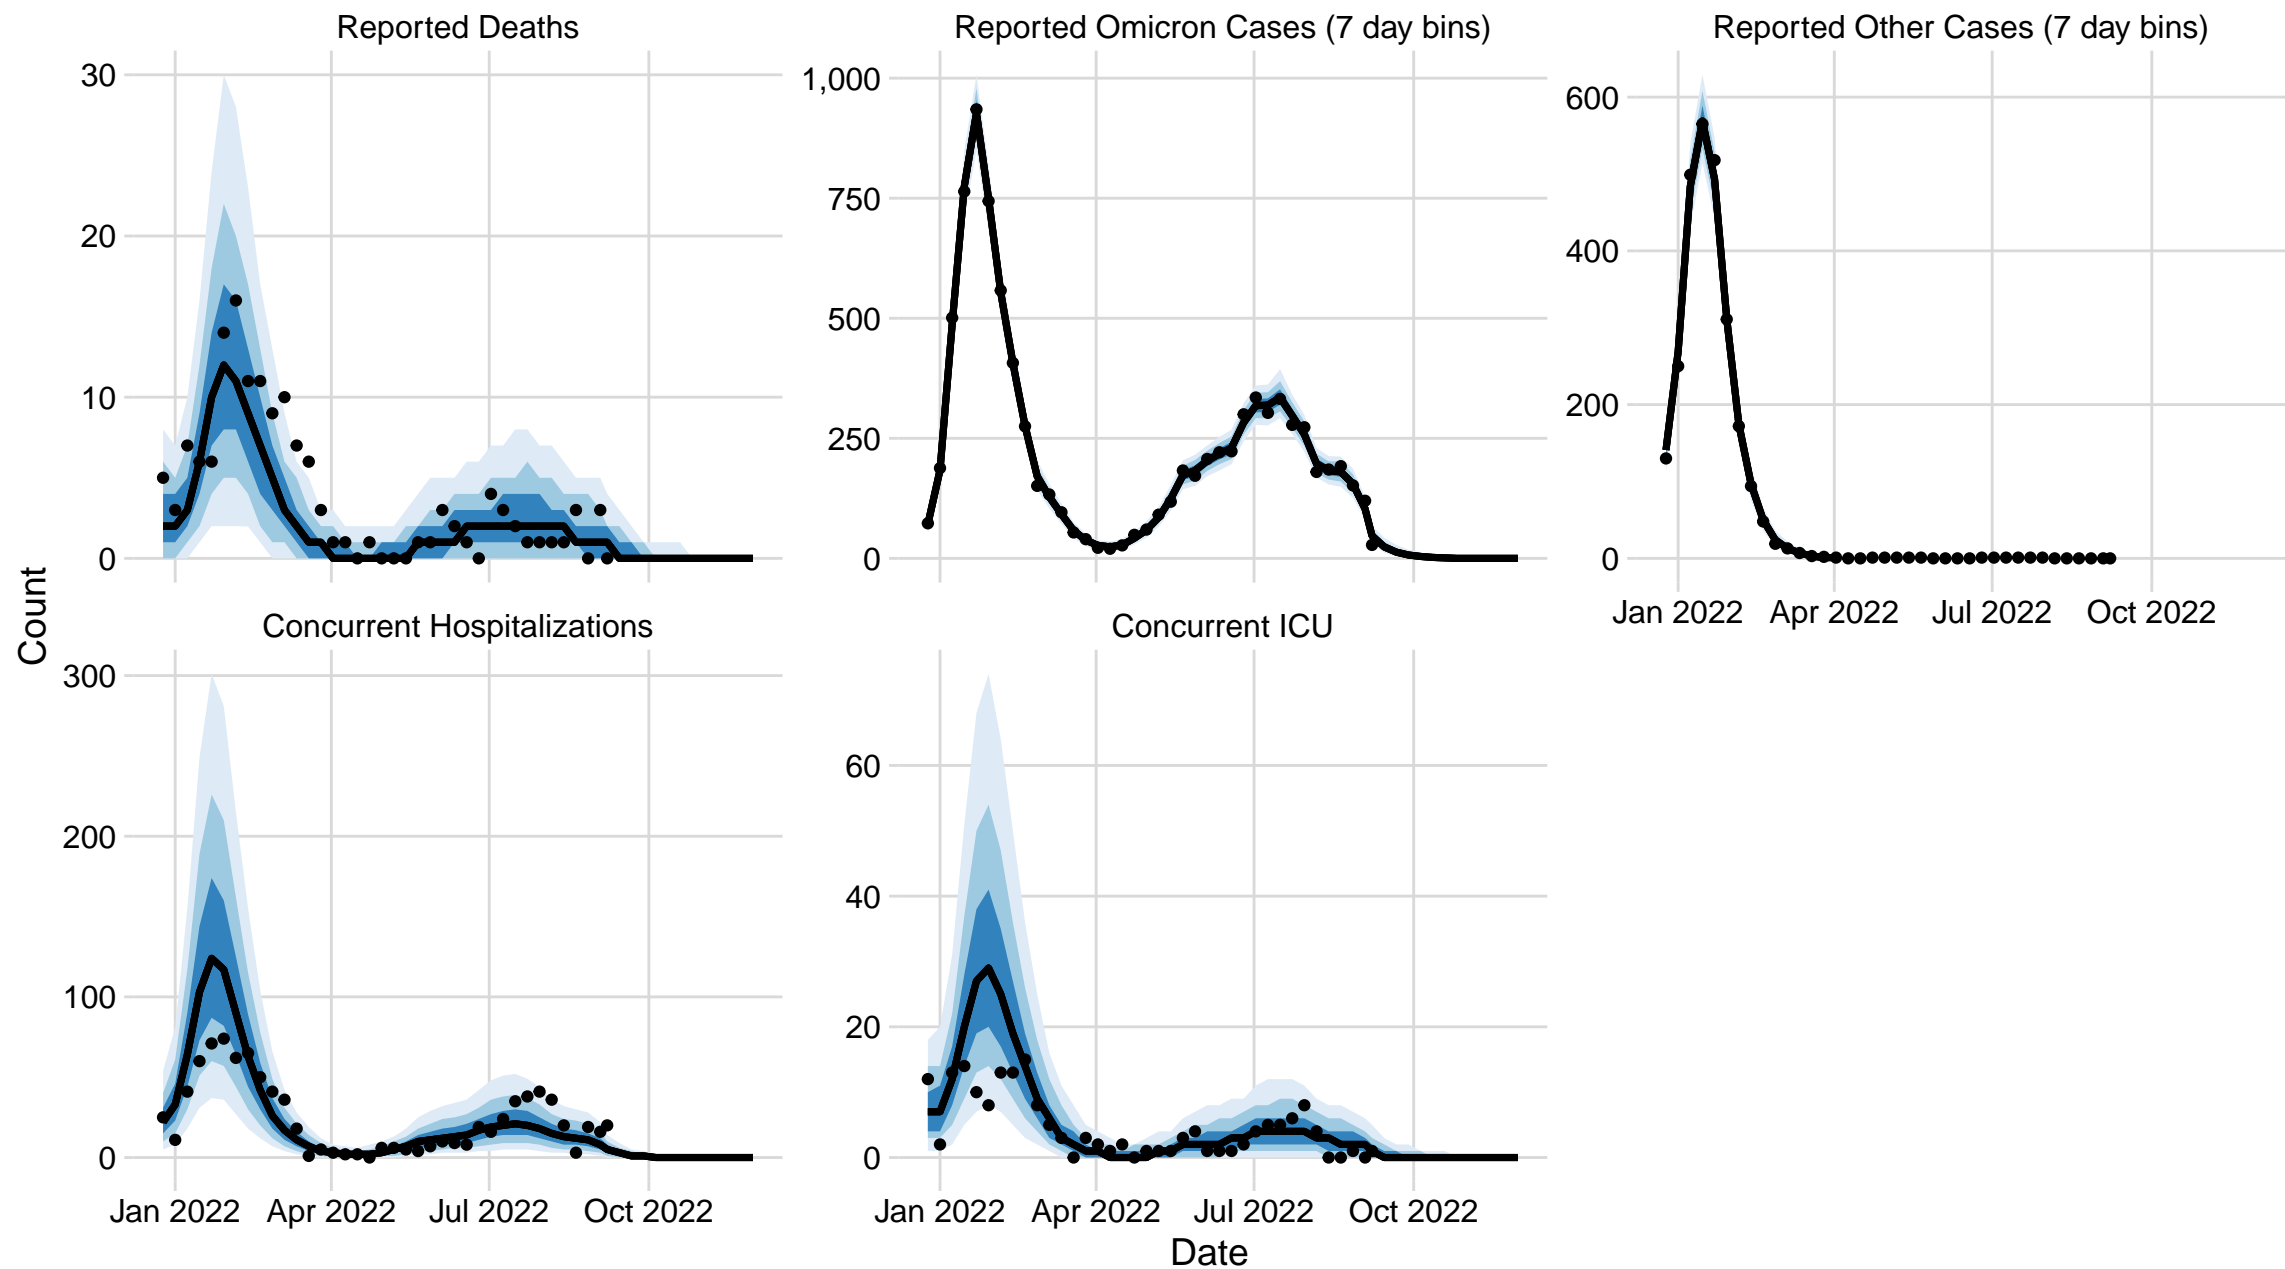 Reported Deaths
Reported Omicron Cases (7 day bins)
Reported Other Cases (7 day bins)
30
20
10
0
1,000
750
500
250
0
600
400
200
0
Jan 2022 Apr 2022 Jul 2022 Oct 2022
Count
Concurrent Hospitalizations
Concurrent ICU
300
200
100
0
60
40
20
0
Jan 2022 Apr 2022 Jul 2022 Oct 2022
Jan 2022 Apr 2022 Jul 2022 Oct 2022
Date